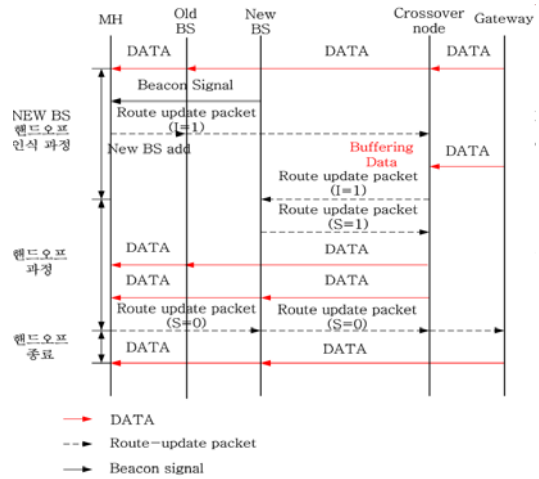 MH
Old
BS
New
BS
Crossover
node
Gateway
DATA
DATA
DATA
Beacon Signal
Route update packet
(I=1)
NEW BS
핸드오프
인식 과정
New BS add
Buffering
Data
DATA
Route update packet
(I=1)
Route update packet
(S=1)
핸드오프
과정
DATA
DATA
DATA
DATA
Route update packet
(S=0)
Route update packet
(S=0)
핸드오프
종료
DATA
DATA
DATA
Route-update packet
Beacon signal